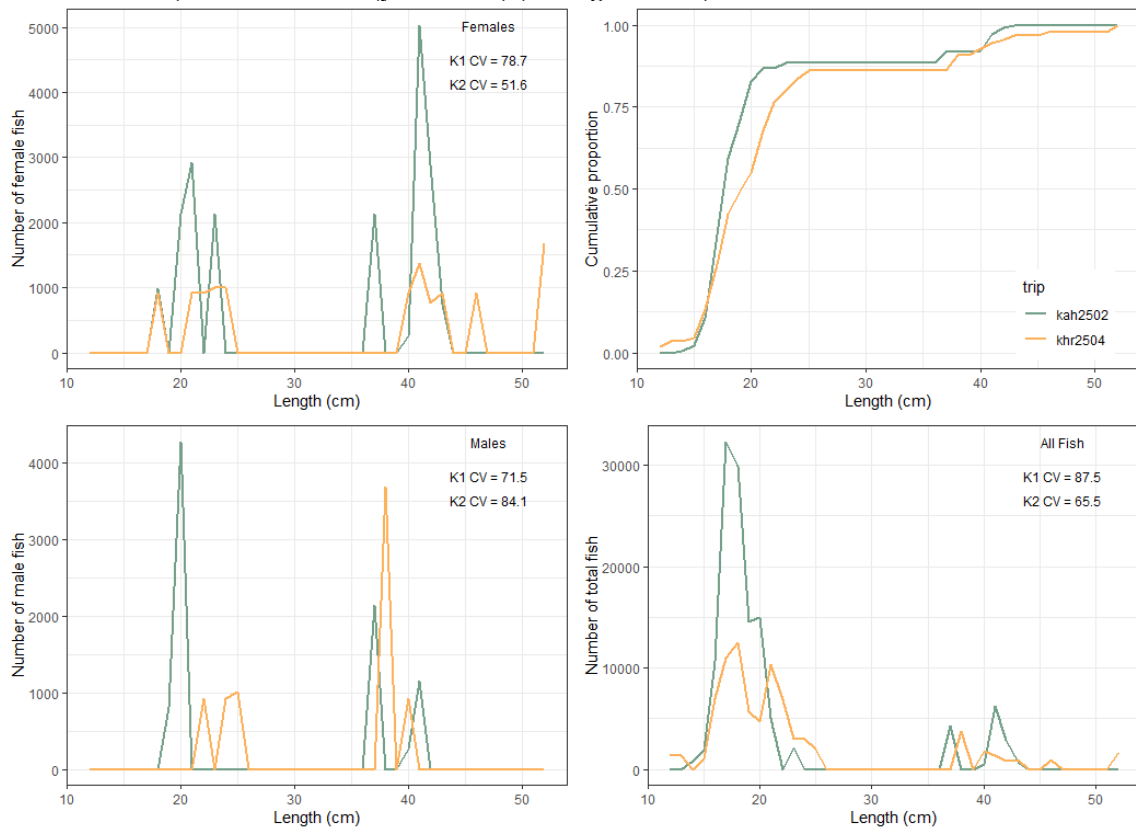 Females
K1 CV = 78.7
K2 CV = 51.6
5000
4000
3000
2000
1000
0
Number of female fish
10 20 30 40 50
Length (cm)
1.00
0.75
0.50
0.25
0.00
Cumulative proportion
trip
kah2502
khr2504
10 20 30 40 50
Length (cm)
Males
K1 CV = 71.5
K2 CV = 84.1
4000
3000
2000
1000
0
Number of male fish
10 20 30 40 50
Length (cm)
All Fish
K1 CV = 87.5
K2 CV = 65.5
30000
20000
10000
0
Number of total fish
10 20 30 40 50
Length (cm)